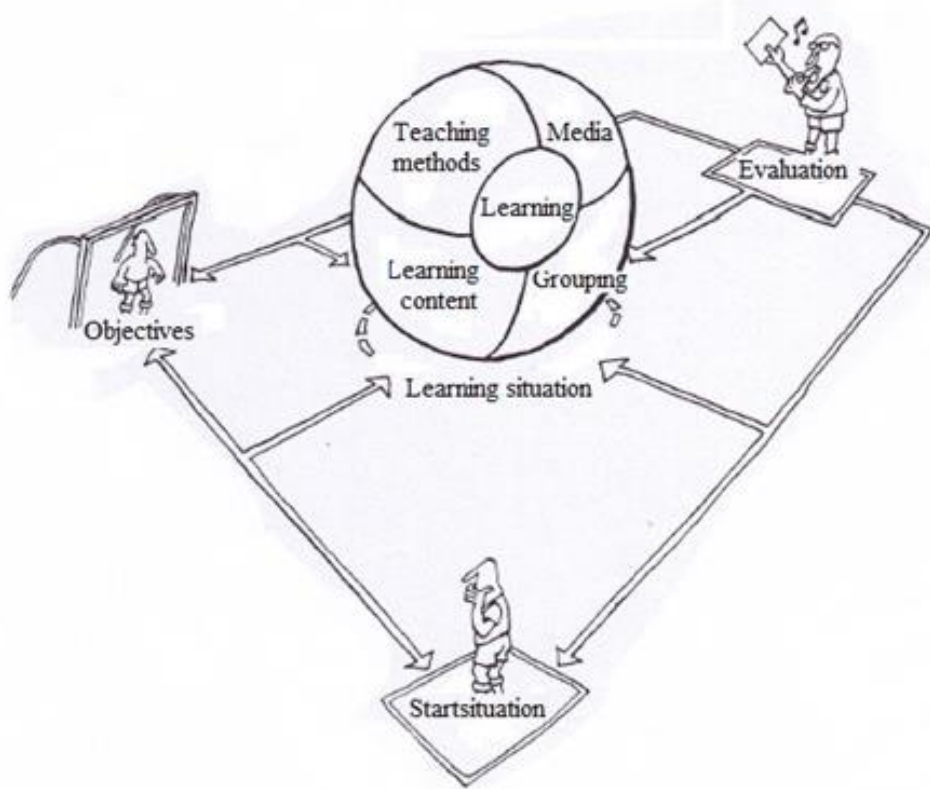 Teaching
methods
Media
Evaluation
Learning
Learning
content
Grouping
Objectives
Learning situation
Startsituation